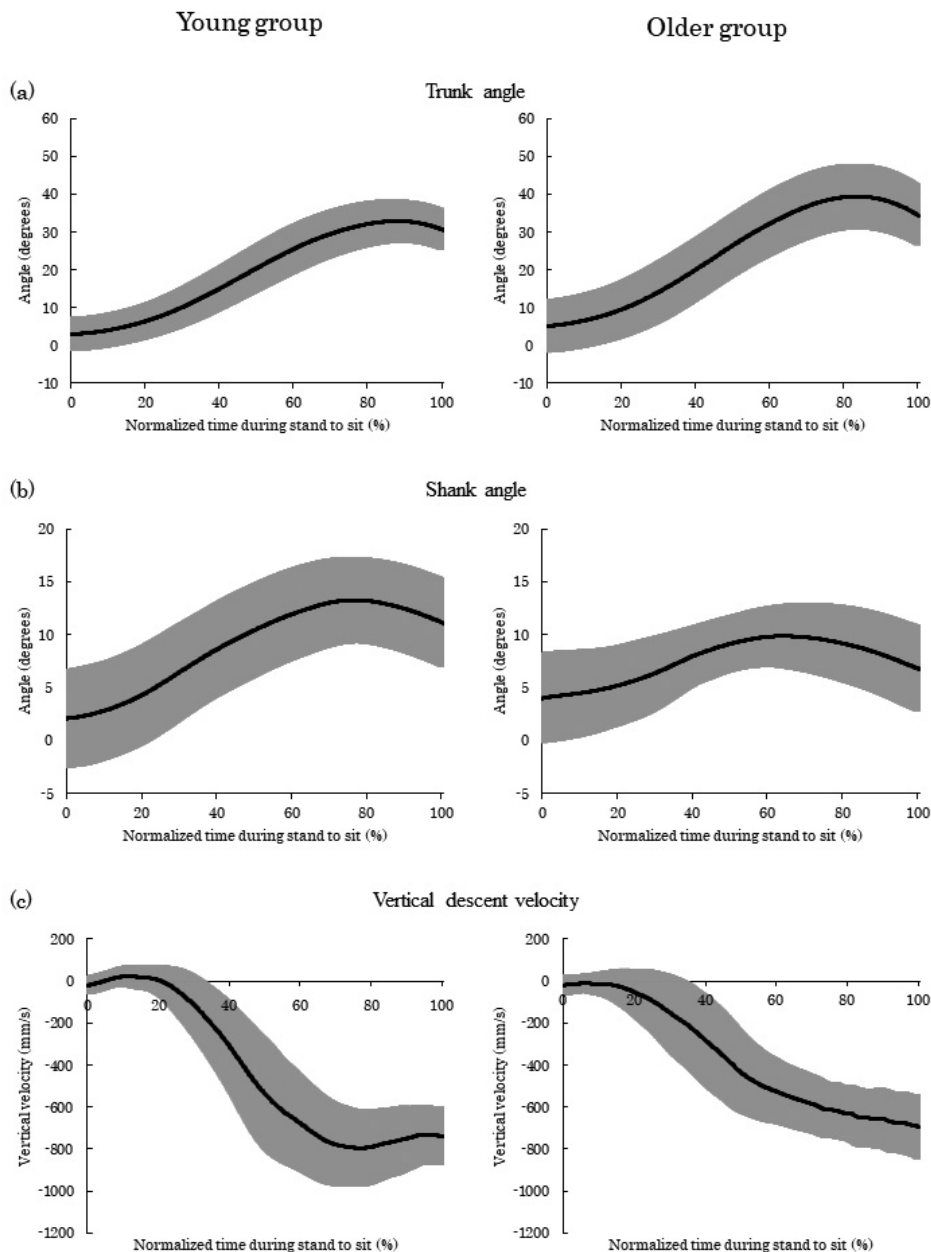 Young group
Older group
(a)
Trunk angle
60
50
40
30
20
10
0
-10
Angle (degrees)
0 20 40 60 80 100
Normalized time during stand to sit (%)
60
50
40
30
20
10
0
-10
Angle (degrees)
0 20 40 60 80 100
Normalized time during stand to sit (%)
(b)
Shank angle
20
15
10
5
0
-5
Angle (degrees)
0 20 40 60 80 100
Normalized time during stand to sit (%)
20
15
10
5
0
-5
Angle (degrees)
0 20 40 60 80 100
Normalized time during stand to sit (%)
(c)
Vertical descent velocity
200
0
-200
-400
-600
-800
-1000
-1200
Vertical velocity (mm/s)
0 20 40 60 80 100
Normalized time during stand to sit (%)
200
0
-200
-400
-600
-800
-1000
-1200
Vertical velocity (mm/s)
0 20 40 60 80 100
Normalized time during stand to sit (%)